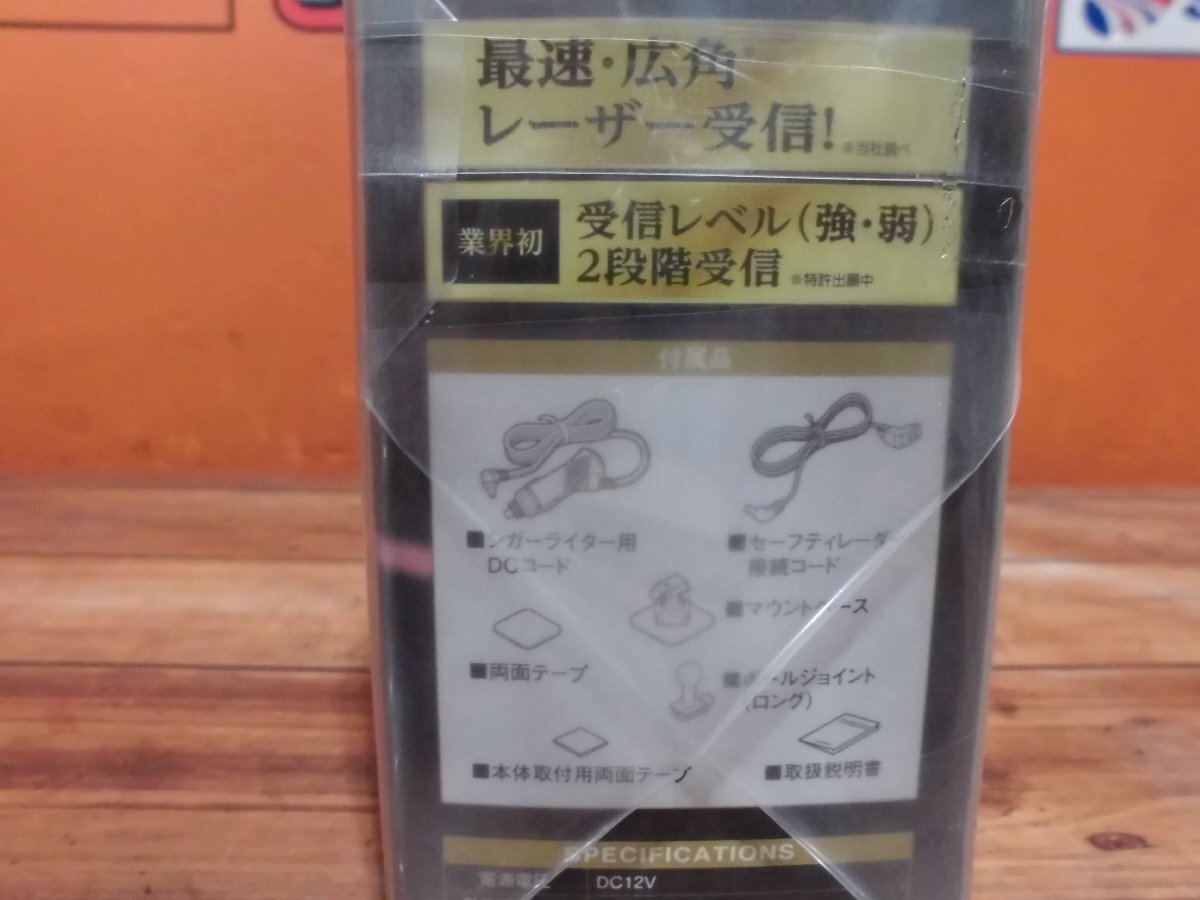 最速・広角
レーザー受信!
※当社調べ
業界初
受信レベル(強・弱)
2段階受信
※特許出願中
付属品
■シガーライター用
DCコード
■セーフティレーダー
接続コード
■マウントベース
■両面テープ
■ボールジョイント
(ロング)
■本体取付用両面テープ
■取扱説明書
SPECIFICATIONS
電源電圧 DC12V